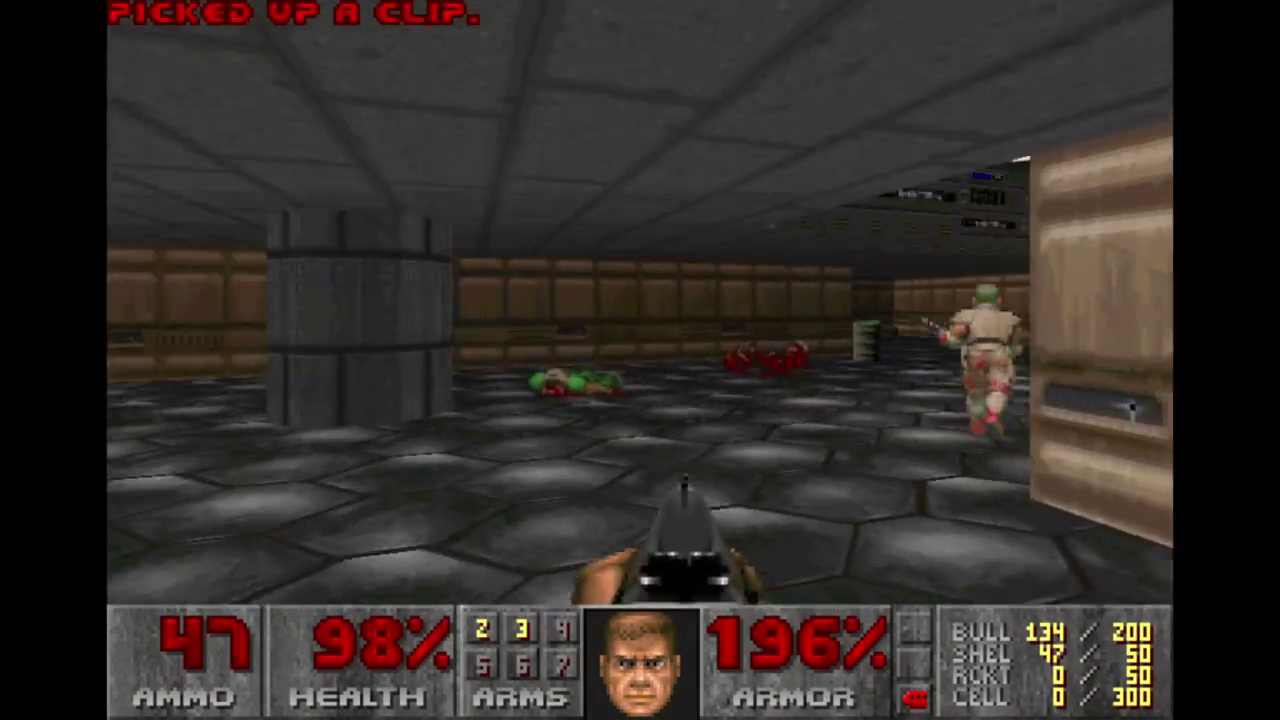 PICKED UP A CLIP.
47 98% 2 3 4 196% BULL 134 / 200
5 6 7 SHEL 47 / 50
RCKT 0 / 50
AMMO HEALTH ARMS ARMOR CELL 0 / 300